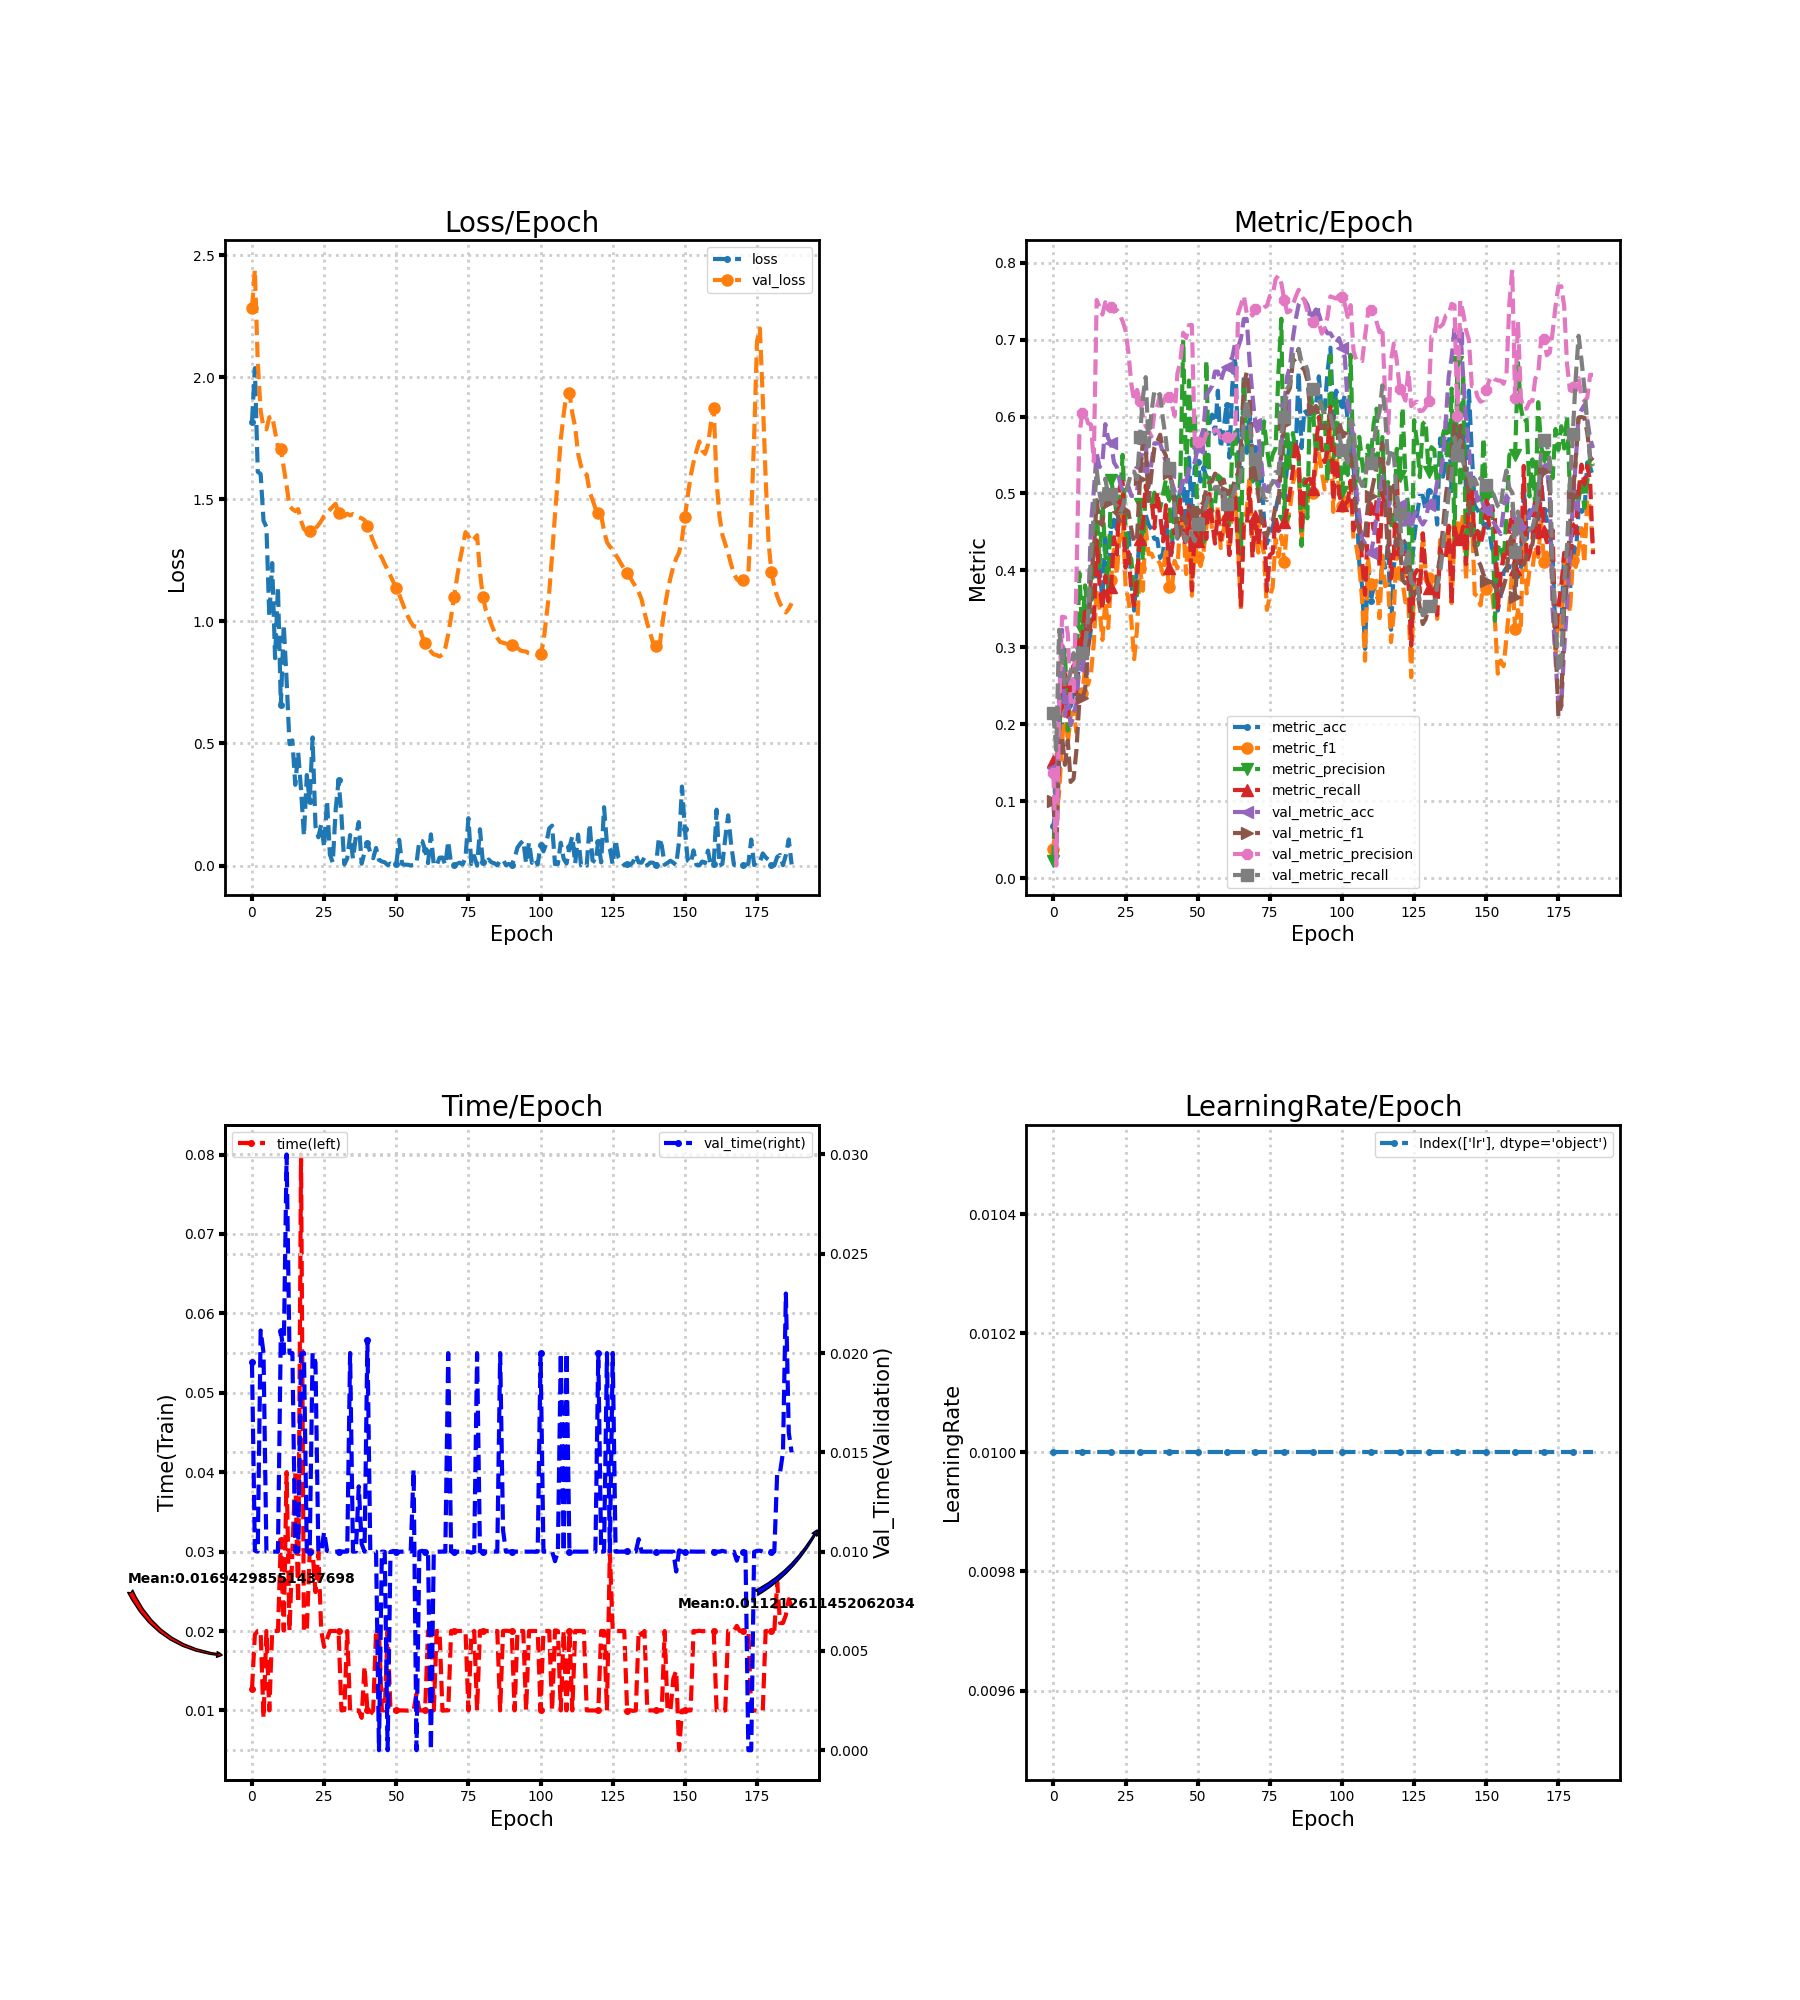 Loss/Epoch
2.5
2.0
1.5
1.0
0.5
0.0
Loss
loss
val_loss
0 25 50 75 100 125 150 175
Epoch
Metric/Epoch
0.8
0.7
0.6
0.5
0.4
0.3
0.2
0.1
0.0
Metric
metric_acc
metric_f1
metric_precision
metric_recall
val_metric_acc
val_metric_f1
val_metric_precision
val_metric_recall
0 25 50 75 100 125 150 175
Epoch
Time/Epoch
time(left)
val_time(right)
0.08
0.07
0.06
0.05
0.04
0.03
0.02
0.01
Time(Train)
0.030
0.025
0.020
0.015
0.010
0.005
0.000
Val_Time(Validation)
Mean:0.01694298551437698
Mean:0.011212611452062034
0 25 50 75 100 125 150 175
Epoch
LearningRate/Epoch
Index(['lr'], dtype='object')
0.0104
0.0102
0.0100
0.0098
0.0096
LearningRate
0 25 50 75 100 125 150 175
Epoch